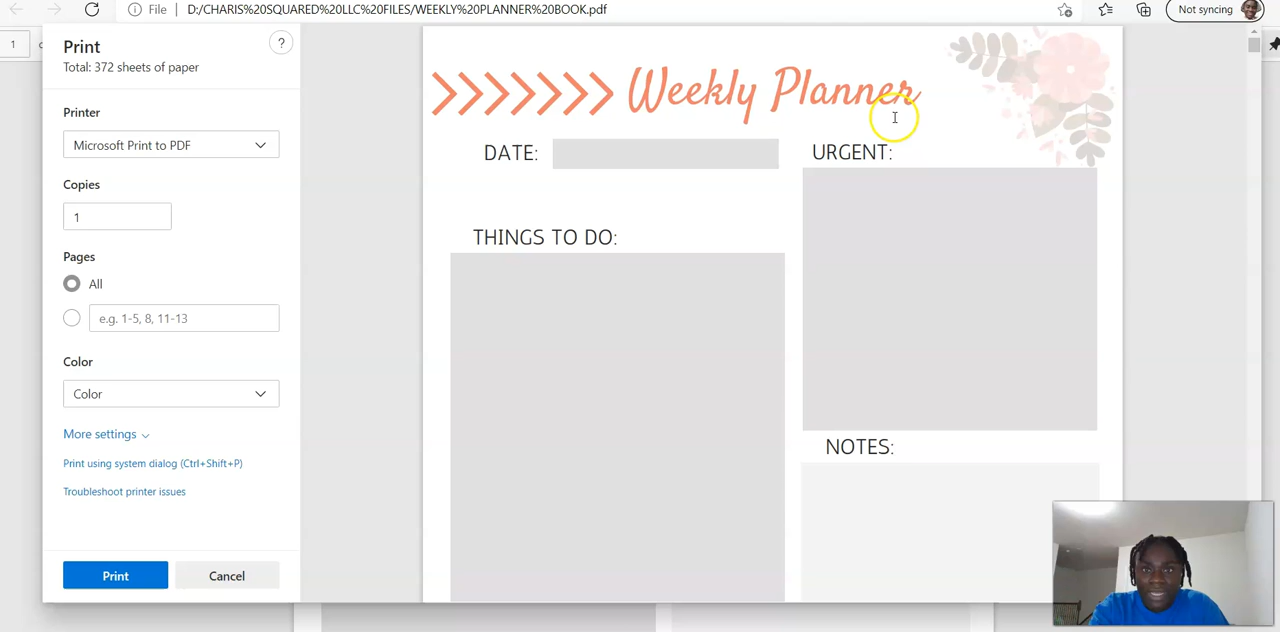 File
D:/CHARIS%20SQUARED%20LLC%20FILES/WEEKLY%20PLANNER%20BOOK.pdf
Not syncing
1
Print
?
Total: 372 sheets of paper
Printer
Microsoft Print to PDF
Copies
1
Pages
All
e.g. 1-5, 8, 11-13
Color
Color
More settings
Print using system dialog (Ctrl+Shift+P)
Troubleshoot printer issues
Print
Cancel
Weekly Planner
DATE:
URGENT:
THINGS TO DO:
NOTES: